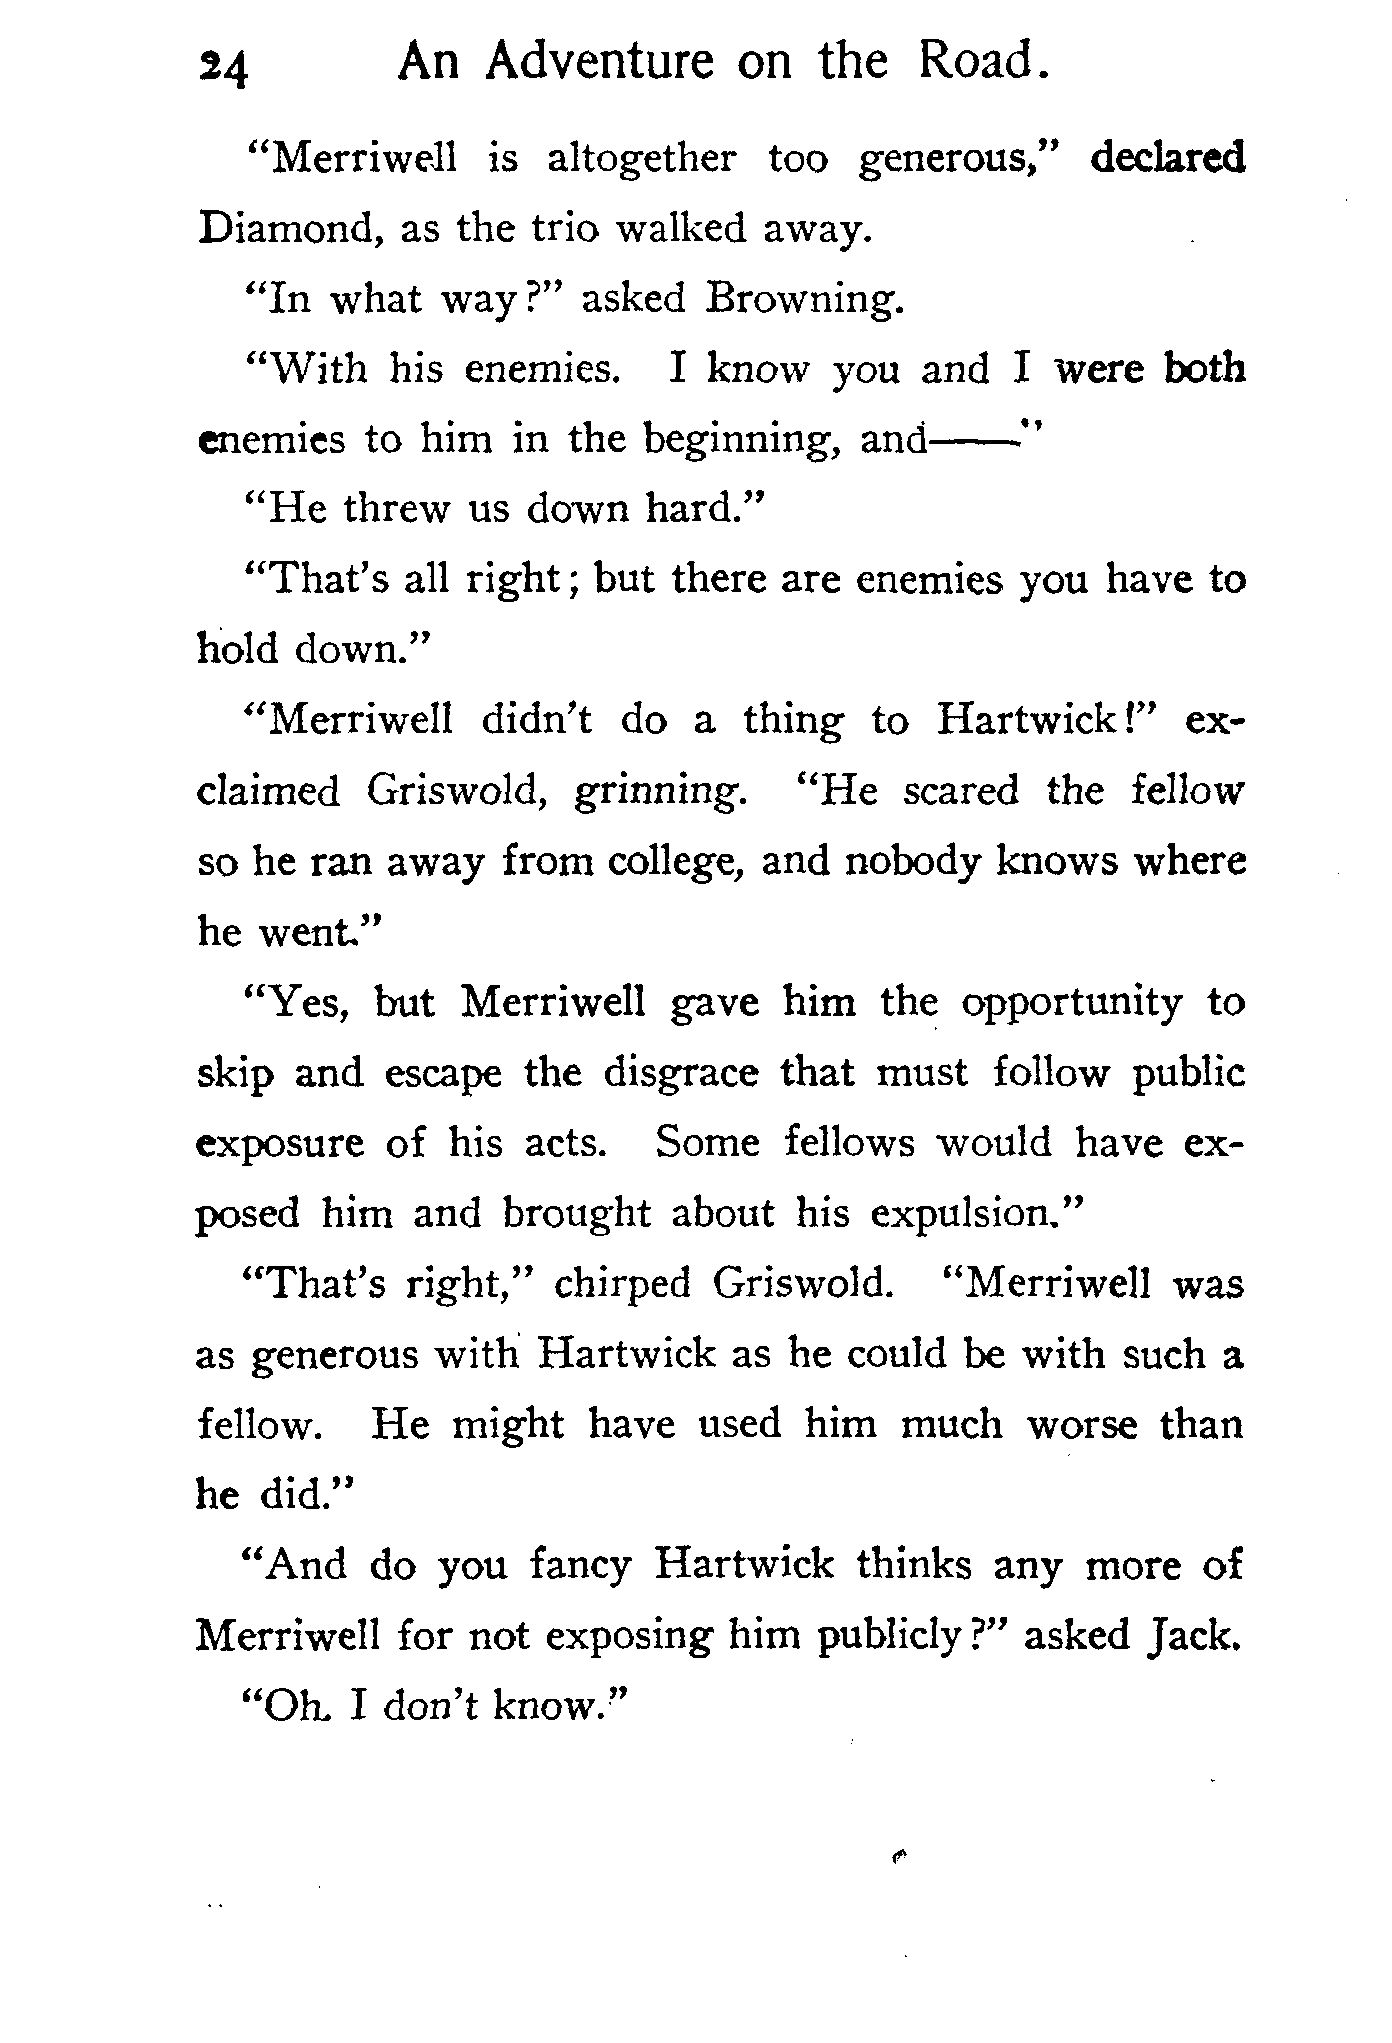 24 An Adventure on the Road.
“Merriwell is altogether too generous,” declared
Diamond, as the trio walked away.
“In what way?” asked Browning.
“With his enemies. I know you and I were both
enemies to him in the beginning, and——”
“He threw us down hard.”
“That’s all right; but there are enemies you have to
hold down.”
“Merriwell didn’t do a thing to Hartwick!” ex-
claimed Griswold, grinning. “He scared the fellow
so he ran away from college, and nobody knows where
he went.”
“Yes, but Merriwell gave him the opportunity to
skip and escape the disgrace that must follow public
exposure of his acts. Some fellows would have ex-
posed him and brought about his expulsion.”
“That’s right,” chirped Griswold. “Merriwell was
as generous with Hartwick as he could be with such a
fellow. He might have used him much worse than
he did.”
“And do you fancy Hartwick thinks any more of
Merriwell for not exposing him publicly?” asked Jack.
“Oh, I don’t know.”